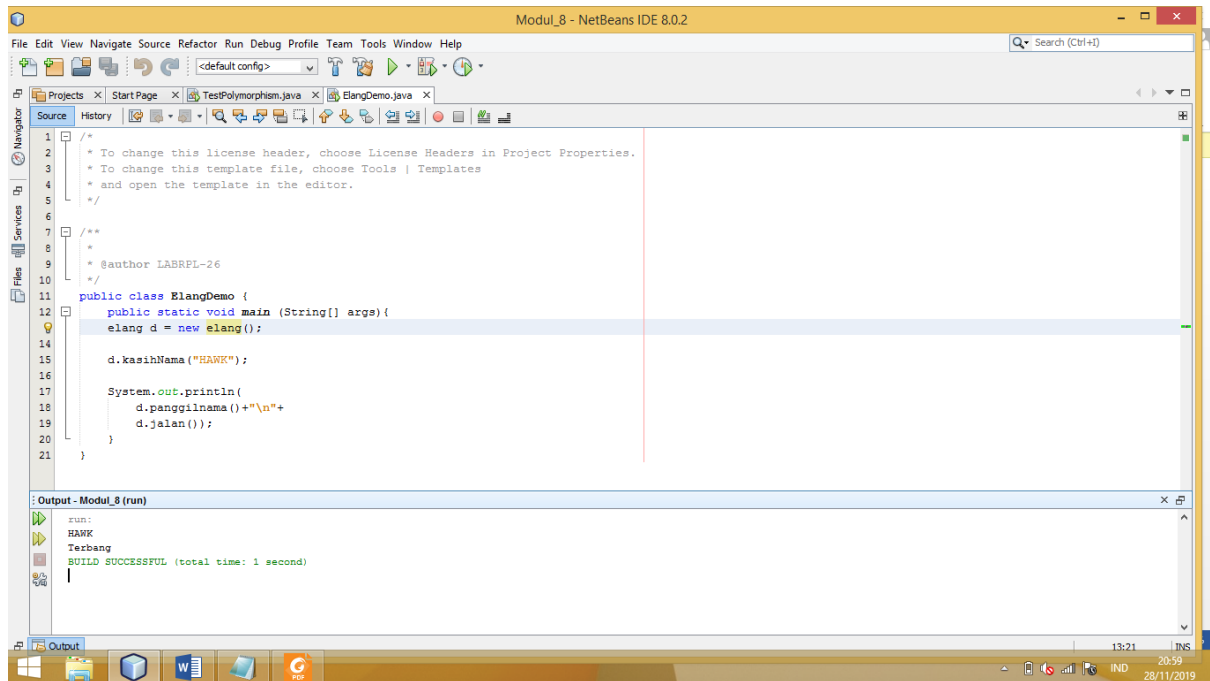 Modul_8 - NetBeans IDE 8.0.2
File Edit View Navigate Source Refactor Run Debug Profile Team Tools Window Help
Search (Ctrl+I)
<default config>
Projects Start Page TestPolymorphism.java ElangDemo.java
Source History
Navigator
Services
Files
1 /*
2 * To change this license header, choose License Headers in Project Properties.
3 * To change this template file, choose Tools | Templates
4 * and open the template in the editor.
5 */
6
7 /**
8 *
9 * @author LABRPL-26
10 */
11 public class ElangDemo {
12 public static void main (String[] args){
elang d = new elang();
14
15 d.kasihNama("HAWK");
16
17 System.out.println(
18 d.panggilnama()+"\n"+
19 d.jalan());
20 }
21 }
Output - Modul_8 (run)
run:
HAWK
Terbang
BUILD SUCCESSFUL (total time: 1 second)
Output
13:21 INS
IND
20:59
28/11/2019